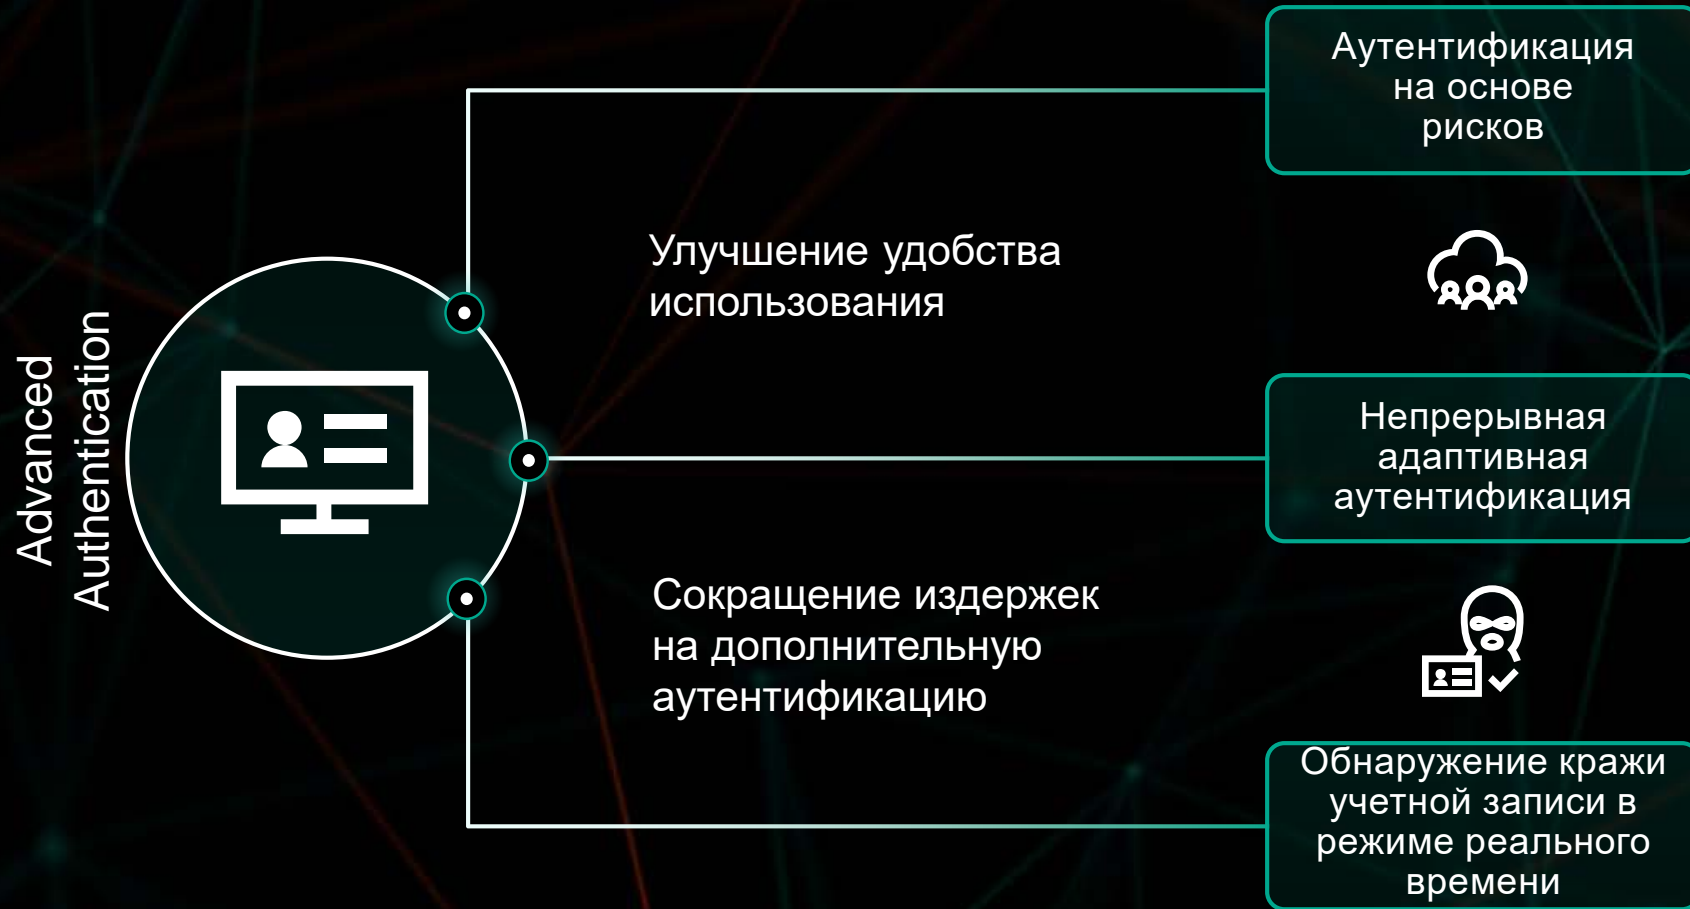 Advanced
Authentication
Улучшение удобства
использования
Сокращение издержек
на дополнительную
аутентификацию
Аутентификация
на основе
рисков
Непрерывная
адаптивная
аутентификация
Обнаружение кражи
учетной записи в
режиме реального
времени